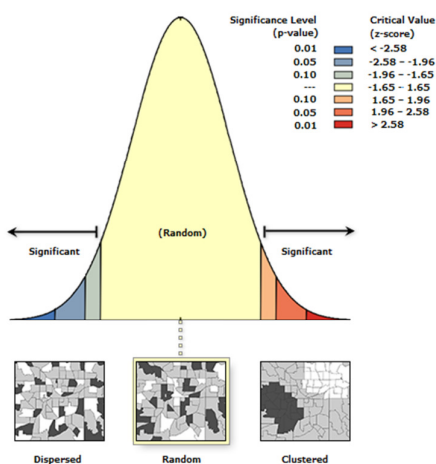 Significance Level (p-value)
Critical Value (z-score)
0.01 < -2.58
0.05 -2.58 – -1.96
0.10 -1.96 – -1.65
--- -1.65 – 1.65
0.10 1.65 – 1.96
0.05 1.96 – 2.58
0.01 > 2.58
(Random)
Significant
Significant
Dispersed
Random
Clustered